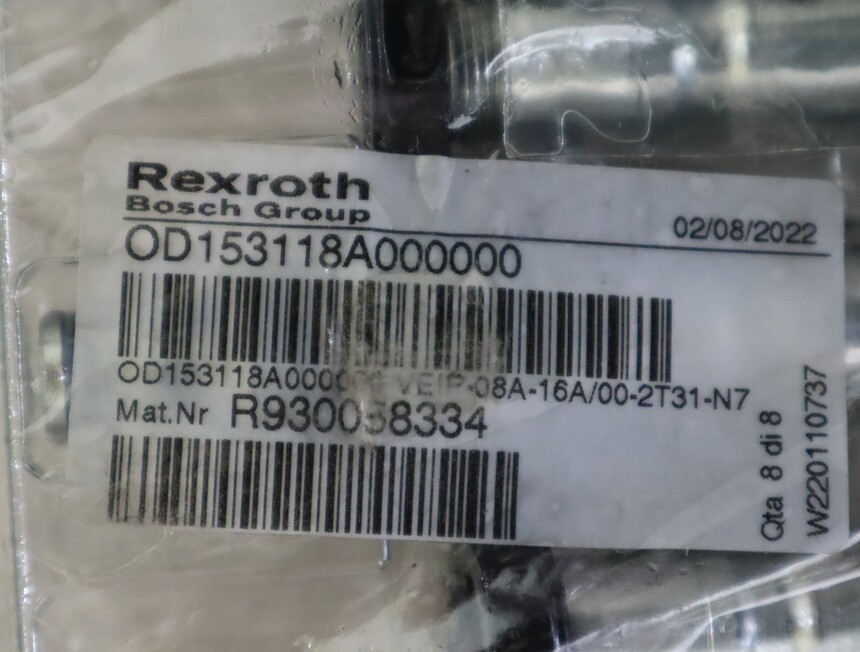 Rexroth
Bosch Group
02/08/2022
OD153118A000000
OD153118A000000 VEIP-08A-16A/00-2T31-N7
Mat.Nr R930058334
Qta 8 di 8
W220110737